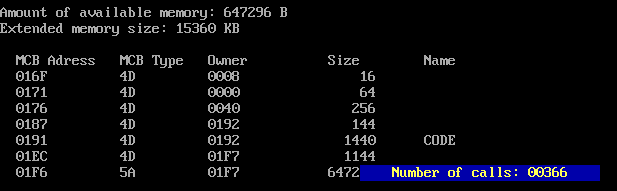 Amount of available memory: 647296 B
Extended memory size: 15360 KB
MCB Adress MCB Type Owner Size Name
016F 4D 0008 16
0171 4D 0000 64
0176 4D 0040 256
0187 4D 0192 144
0191 4D 0192 1440 CODE
01EC 4D 01F7 1144
01F6 5A 01F7 6472 Number of calls: 00366